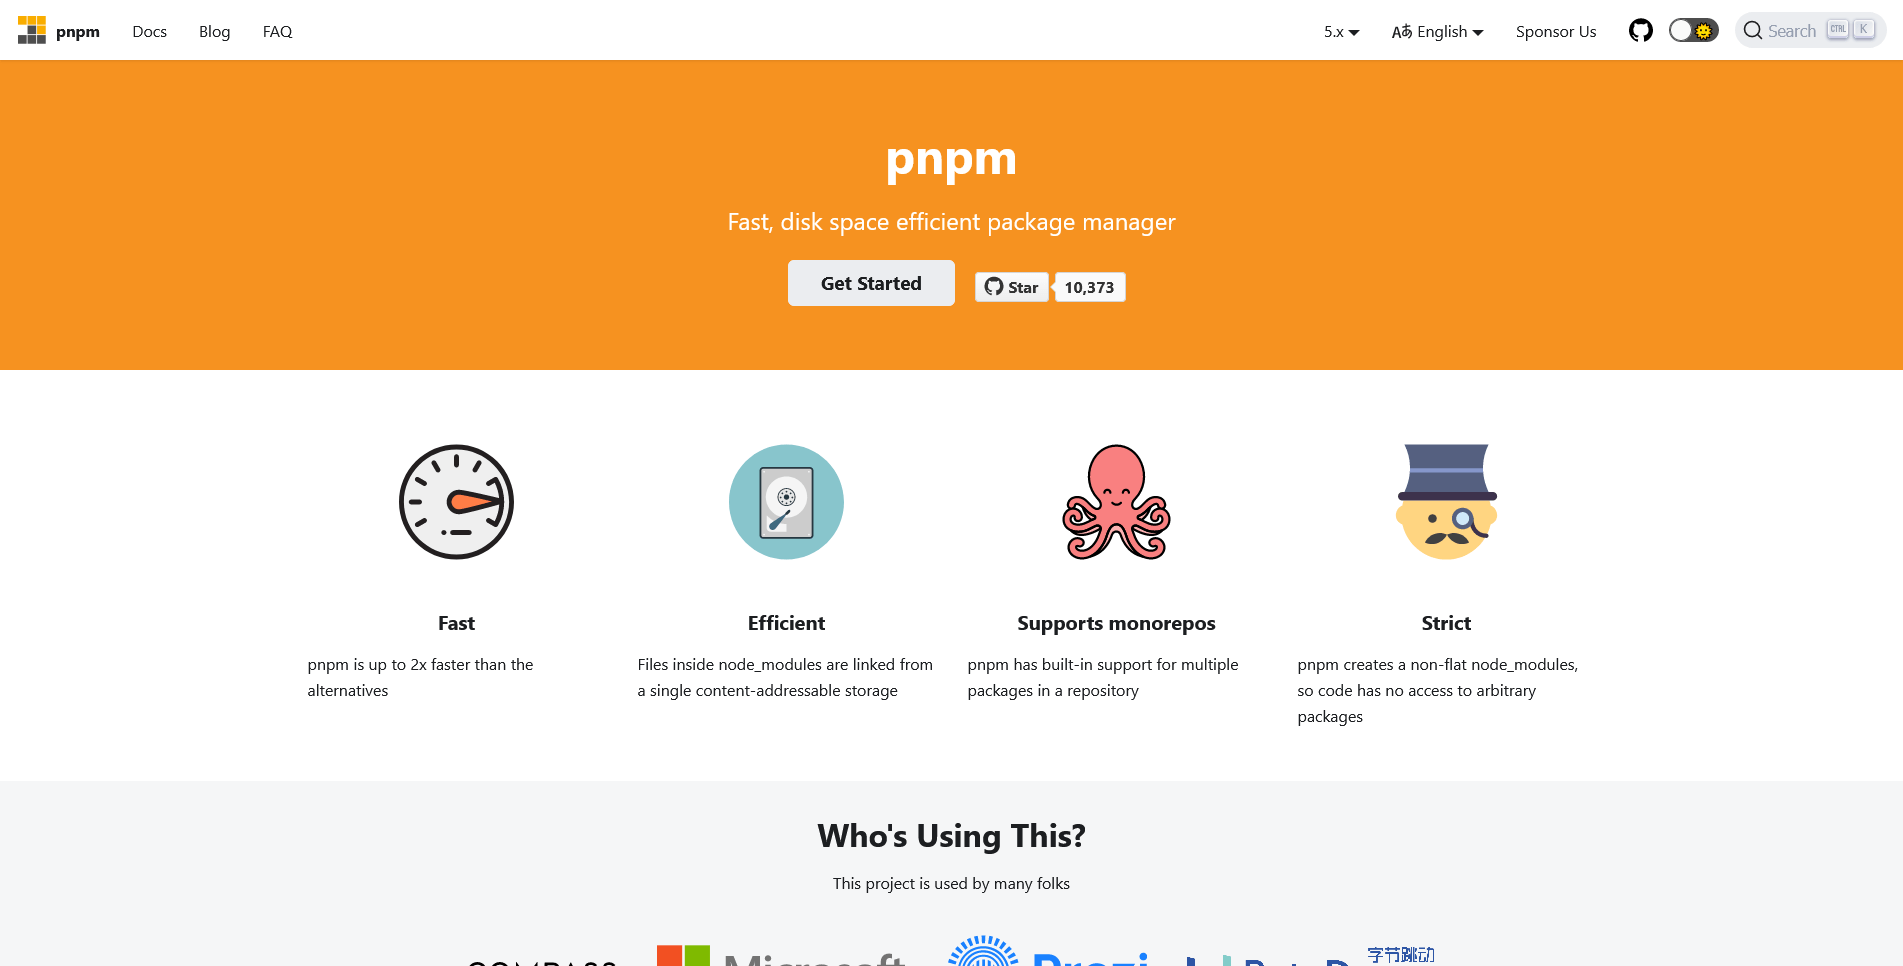 pnpm
Docs
Blog
FAQ
5.x
English
Sponsor Us
Search
CTRL
K
pnpm
Fast, disk space efficient package manager
Get Started
Star
10,373
Fast
pnpm is up to 2x faster than the
alternatives
Efficient
Files inside node_modules are linked from
a single content-addressable storage
Supports monorepos
pnpm has built-in support for multiple
packages in a repository
Strict
pnpm creates a non-flat node_modules,
so code has no access to arbitrary
packages
Who's Using This?
This project is used by many folks
COMPASS
Microsoft
Prezi
字节跳动